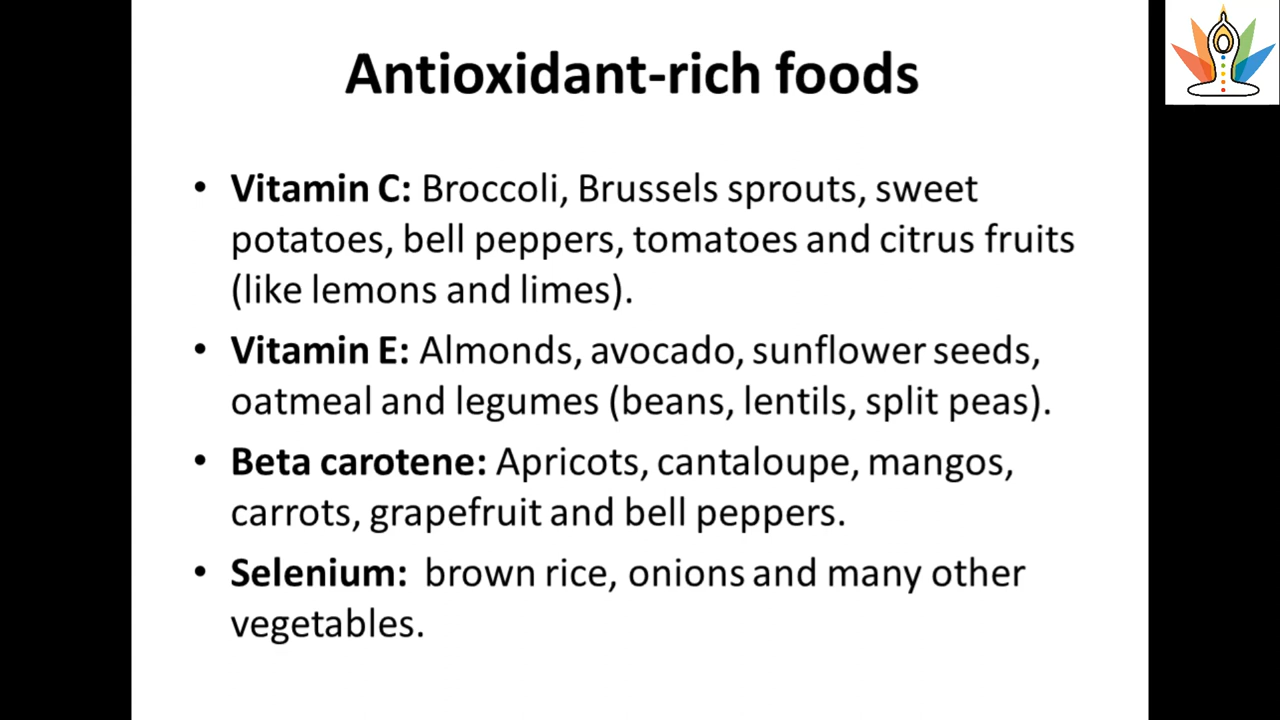 Antioxidant-rich foods
• Vitamin C: Broccoli, Brussels sprouts, sweet
potatoes, bell peppers, tomatoes and citrus fruits
(like lemons and limes).
• Vitamin E: Almonds, avocado, sunflower seeds,
oatmeal and legumes (beans, lentils, split peas).
• Beta carotene: Apricots, cantaloupe, mangos,
carrots, grapefruit and bell peppers.
• Selenium: brown rice, onions and many other
vegetables.